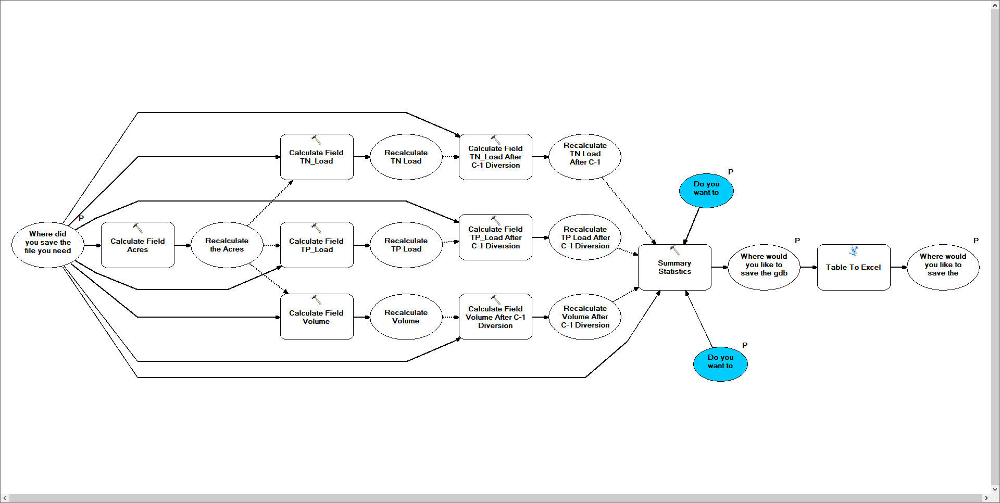 P
Where did
you save the
file you need
Calculate Field
Acres
Recalculate
the Acres
Calculate Field
TN_Load
Recalculate
TN Load
Calculate Field
TN_Load After
C-1 Diversion
Recalculate
TN Load
After C-1
Calculate Field
TP_Load
Recalculate
TP Load
Calculate Field
TP_Load After
C-1 Diversion
Recalculate
TP Load After
C-1 Diversion
Calculate Field
Volume
Recalculate
Volume
Calculate Field
Volume After C-1
Diversion
Recalculate
Volume After
C-1 Diversion
P
Do you
want to
Summary
Statistics
P
Do you
want to
P
Where would
you like to
save the gdb
Table To Excel
P
Where would
you like to
save the